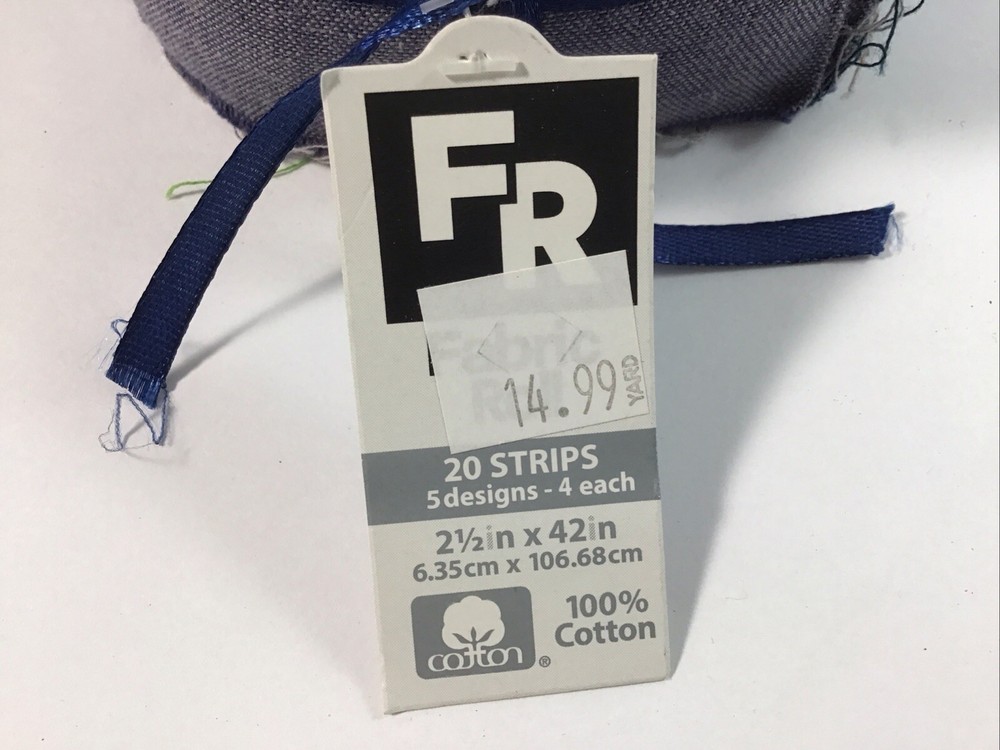 FR
Fabric
Roll
14.99
YARD
20 STRIPS
5 designs - 4 each
2½in x 42in
6.35cm x 106.68cm
100%
Cotton
cotton®